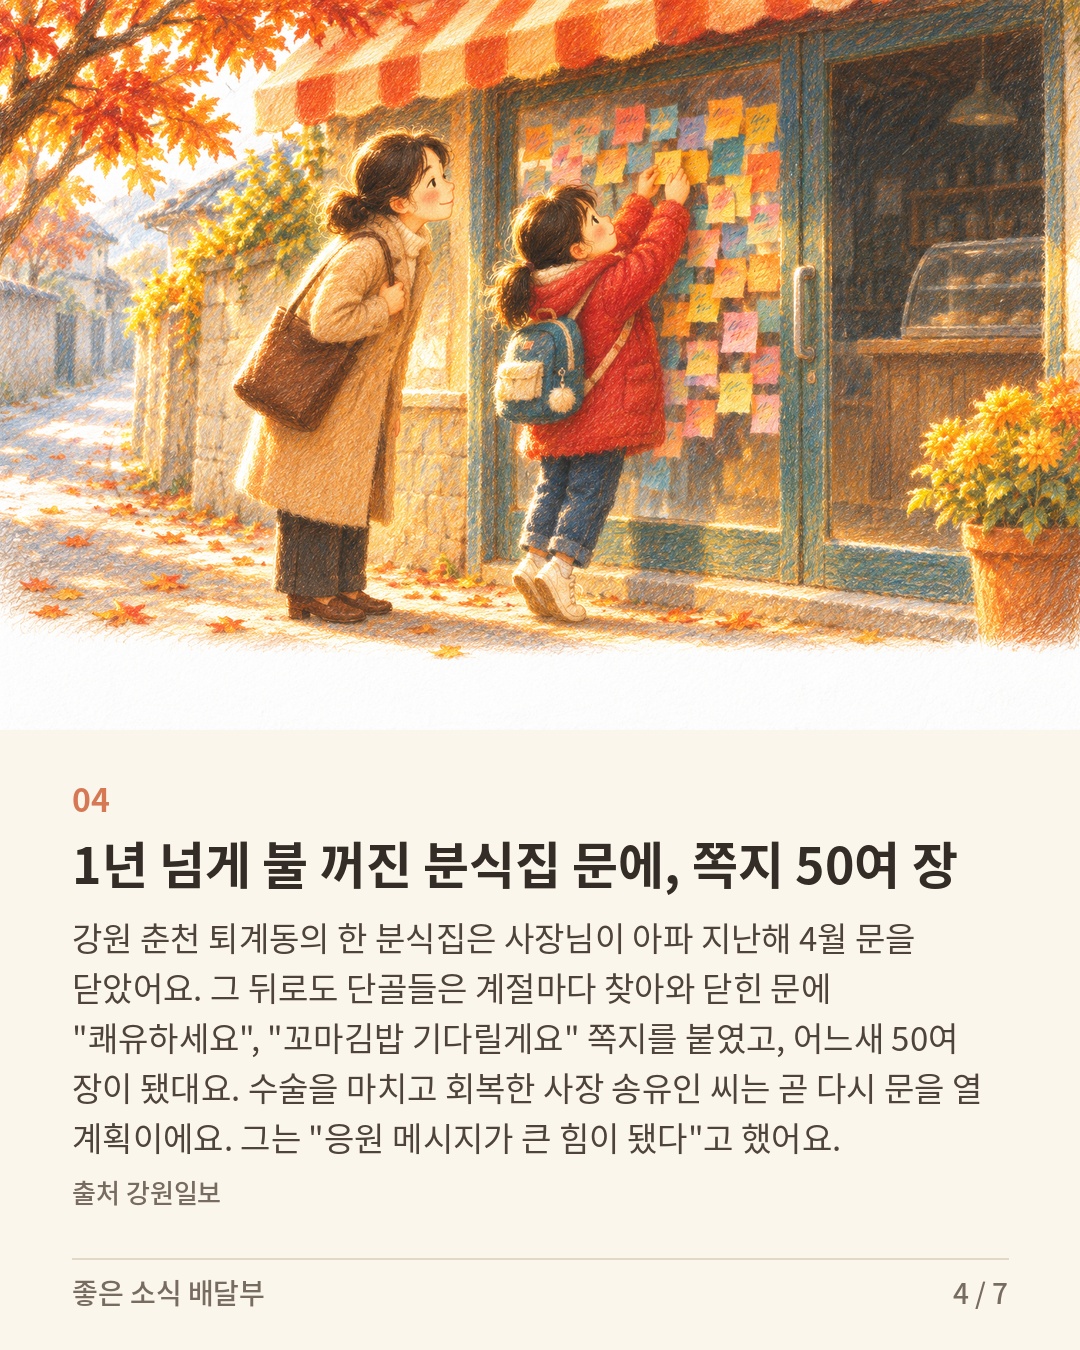 04
1년 넘게 불 꺼진 분식집 문에, 쪽지 50여 장
강원 춘천 퇴계동의 한 분식집은 사장님이 아파 지난해 4월 문을
닫았어요. 그 뒤로도 단골들은 계절마다 찾아와 닫힌 문에
"쾌유하세요", "꼬마김밥 기다릴게요" 쪽지를 붙였고, 어느새 50여
장이 됐대요. 수술을 마치고 회복한 사장 송유인 씨는 곧 다시 문을 열
계획이에요. 그는 "응원 메시지가 큰 힘이 됐다"고 했어요.
출처 강원일보
좋은 소식 배달부
4 / 7